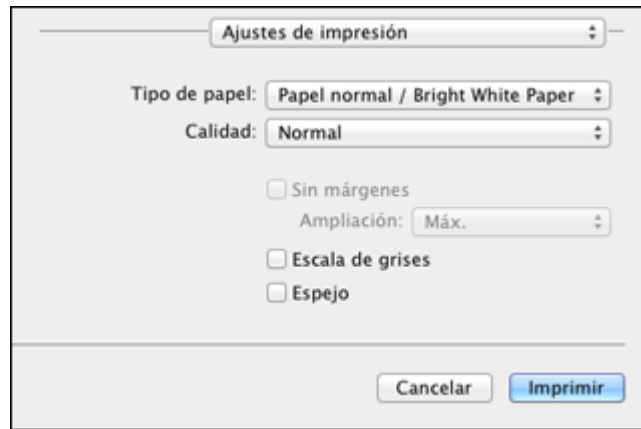 Ajustes de impresión
Tipo de papel: Papel normal / Bright White Paper
Calidad: Normal
Sin márgenes
Ampliación: Máx.
Escala de grises
Espejo
Cancelar Imprimir